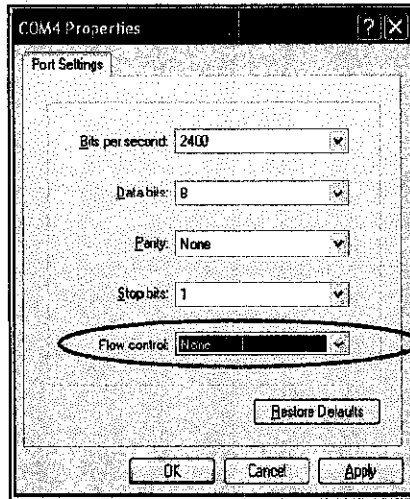 COM4 Properties
Port Settings
Bits per second: 2400
Data bits: 8
Parity: None
Stop bits: 1
Flow control: None
Restore Defaults
OK Cancel Apply